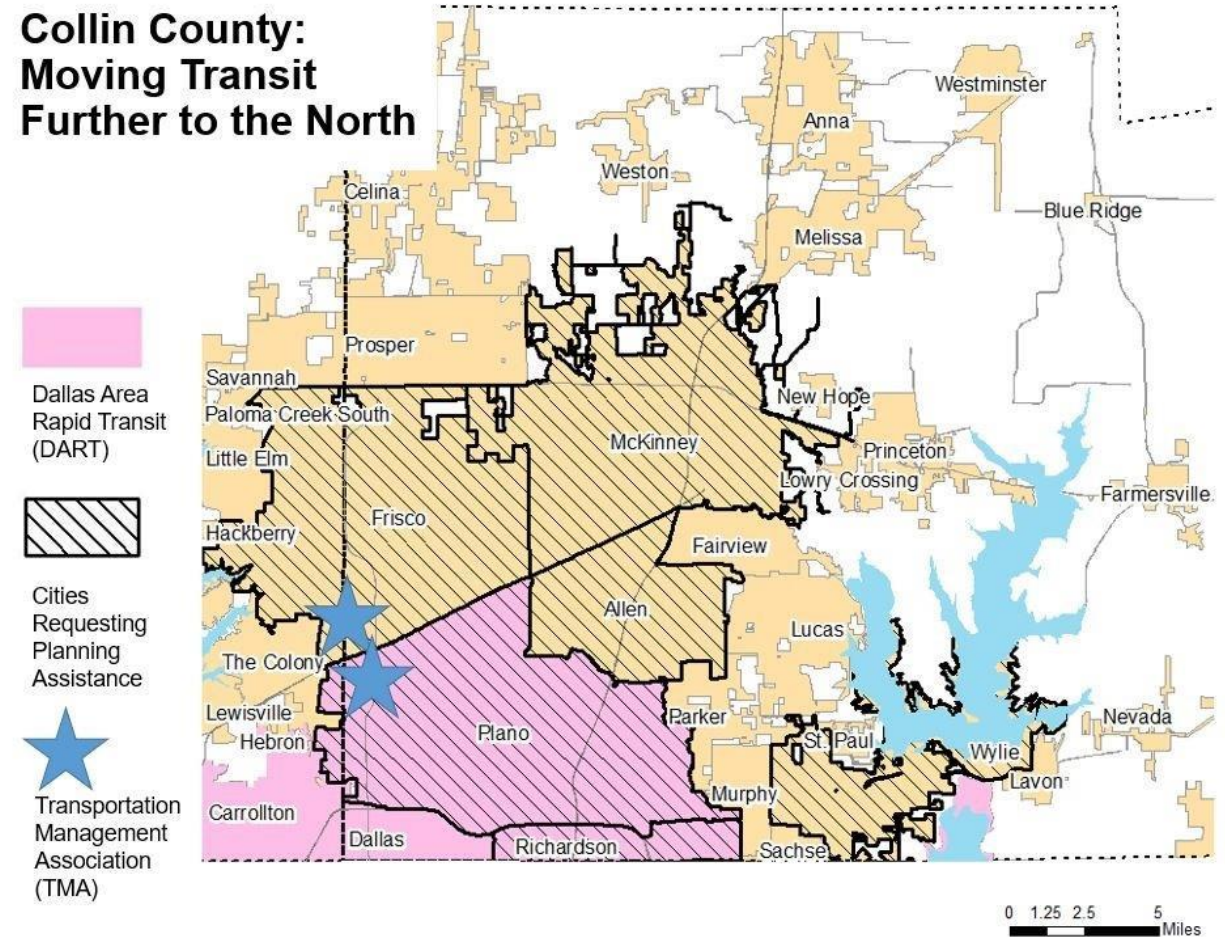 Collin County:
Moving Transit
Further to the North
Westminster
Anna
Weston
Celina
Blue Ridge
Melissa
Prosper
Savannah
Dallas Area
Rapid Transit
(DART)
New Hope
Paloma Creek South
McKinney
Princeton
Little Elm
Lowry Crossing
Farmersville
Frisco
Hackberry
Fairview
Cities
Requesting
Planning
Assistance
Allen
Lucas
The Colony
Lewisville
Parker
Nevada
Plano
Hebron
St. Paul
Wylie
Lavon
Murphy
Transportation
Management
Association
(TMA)
Carrollton
Dallas
Richardson
Sachse
0 1.25 2.5 5
Miles